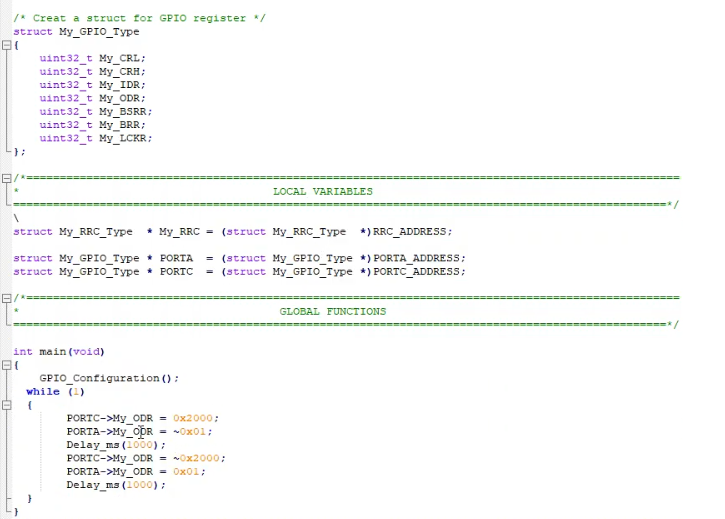 /* Creat a struct for GPIO register */
struct My_GPIO_Type
{
uint32_t My_CRL;
uint32_t My_CRH;
uint32_t My_IDR;
uint32_t My_ODR;
uint32_t My_BSRR;
uint32_t My_BRR;
uint32_t My_LCKR;
};
/*==================================================================================================
* LOCAL VARIABLES
==================================================================================================*/
\
struct My_RRC_Type * My_RRC = (struct My_RRC_Type *)RRC_ADDRESS;
struct My_GPIO_Type * PORTA = (struct My_GPIO_Type *)PORTA_ADDRESS;
struct My_GPIO_Type * PORTC = (struct My_GPIO_Type *)PORTC_ADDRESS;
/*==================================================================================================
* GLOBAL FUNCTIONS
==================================================================================================*/
int main(void)
{
GPIO_Configuration();
while (1)
{
PORTC->My_ODR = 0x2000;
PORTA->My_ODR = ~0x01;
Delay_ms(1000);
PORTC->My_ODR = ~0x2000;
PORTA->My_ODR = 0x01;
Delay_ms(1000);
}
}